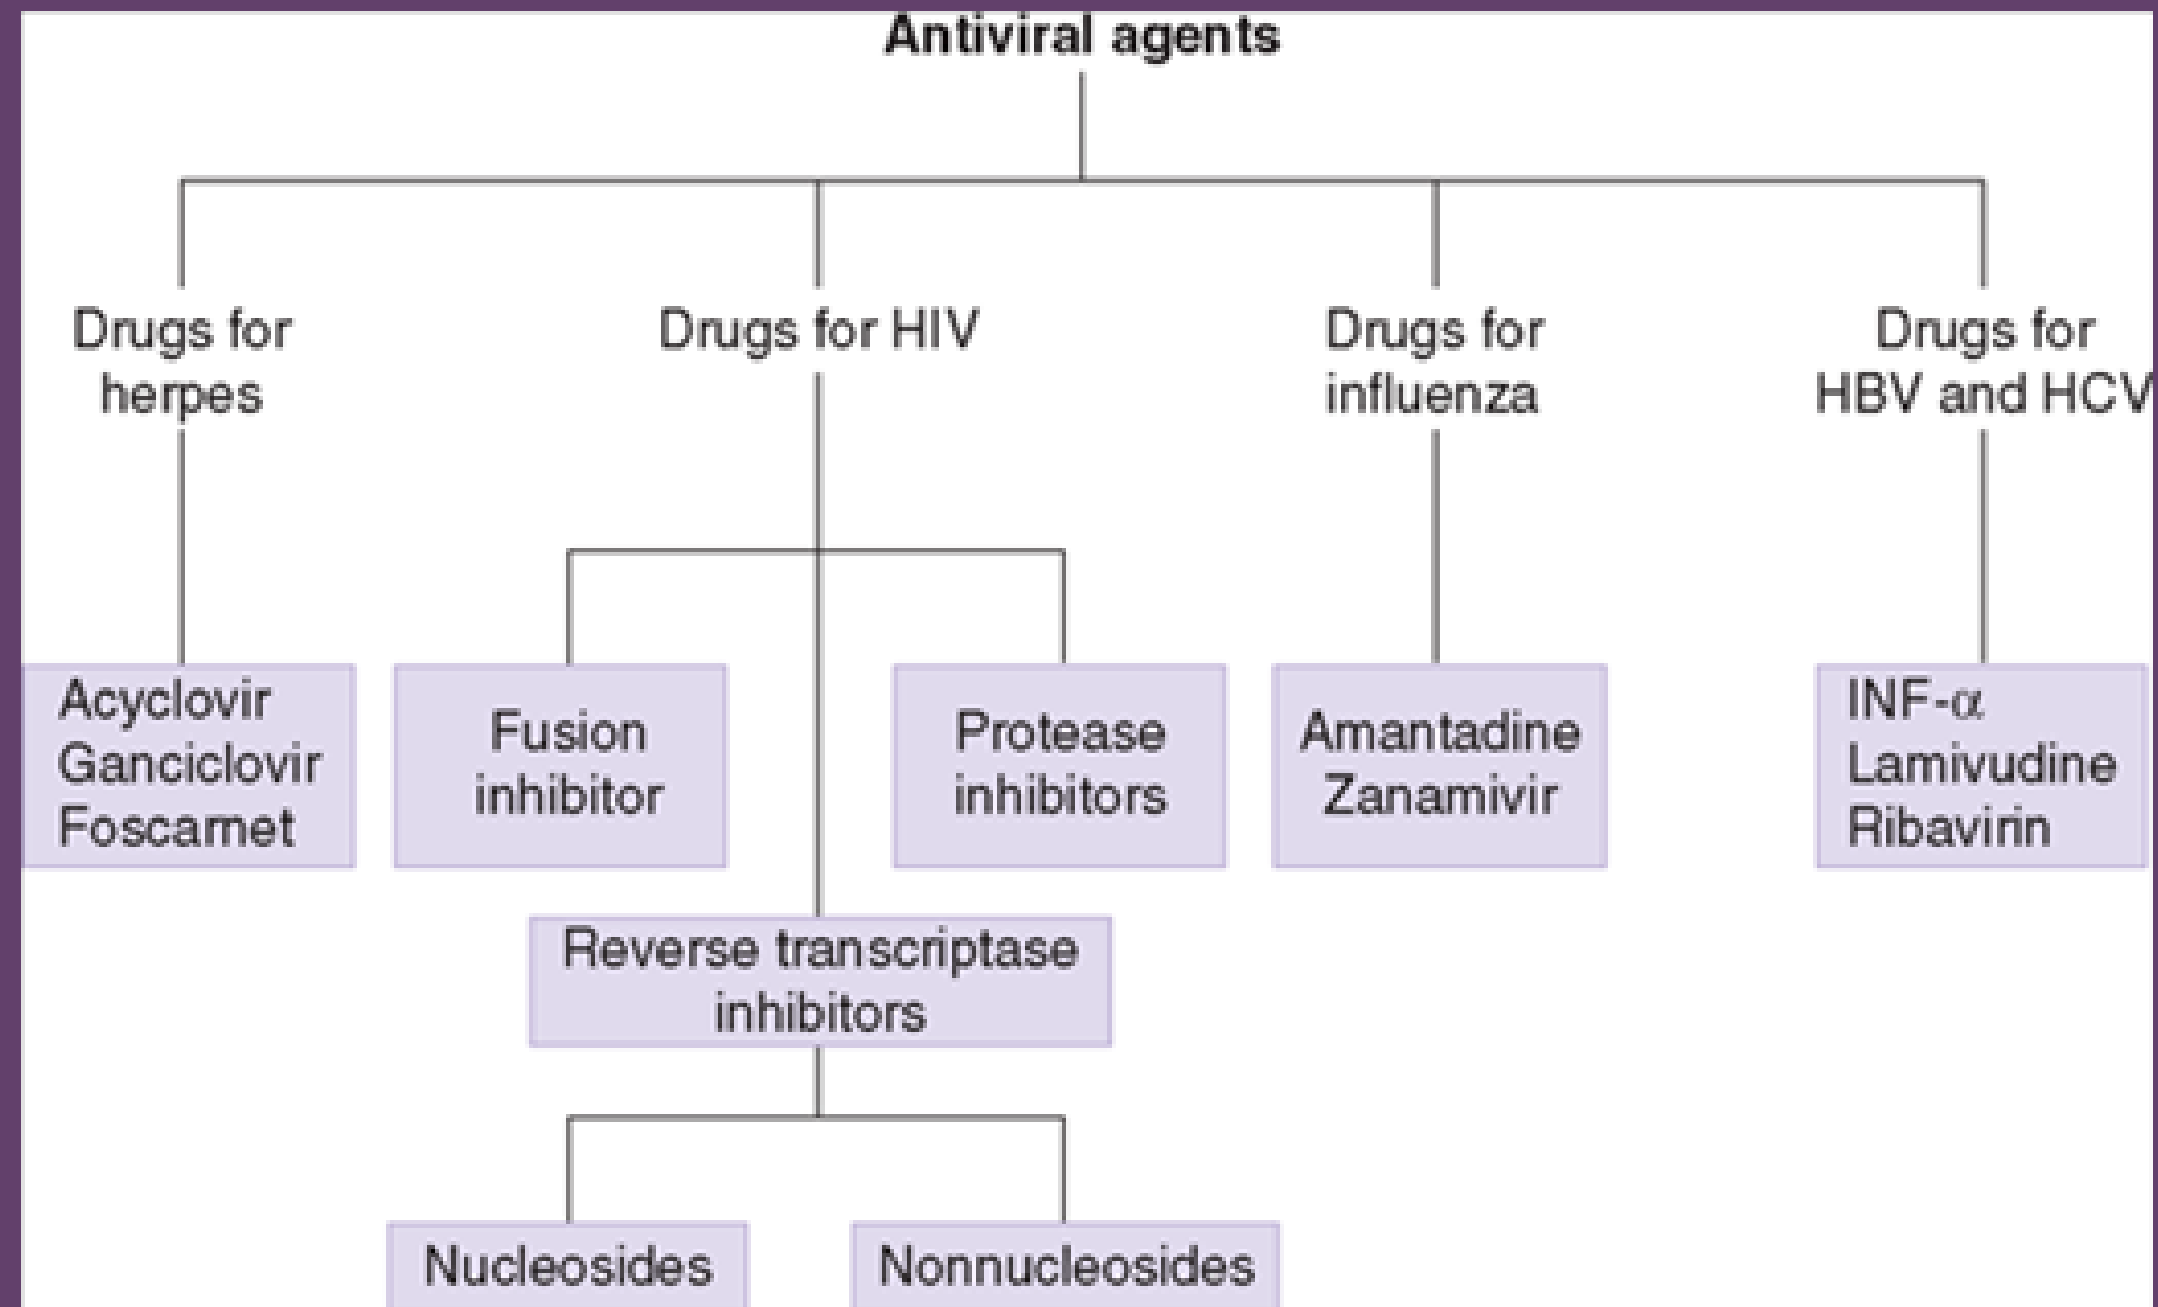 Antiviral agents
Drugs for
herpes
Drugs for HIV
Drugs for
influenza
Drugs for
HBV and HCV
Acyclovir
Ganciclovir
Foscarnet
Fusion
inhibitor
Protease
inhibitors
Amantadine
Zanamivir
INF-α
Lamivudine
Ribavirin
Reverse transcriptase
inhibitors
Nucleosides
Nonnucleosides